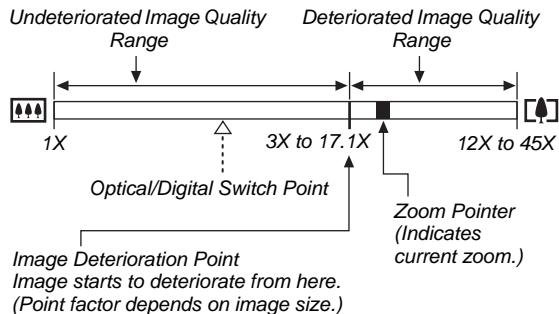 Undeteriorated Image Quality
Range
Deteriorated Image Quality
Range
1X
3X to 17.1X
12X to 45X
Optical/Digital Switch Point
Zoom Pointer
(Indicates
current zoom.)
Image Deterioration Point
Image starts to deteriorate from here.
(Point factor depends on image size.)